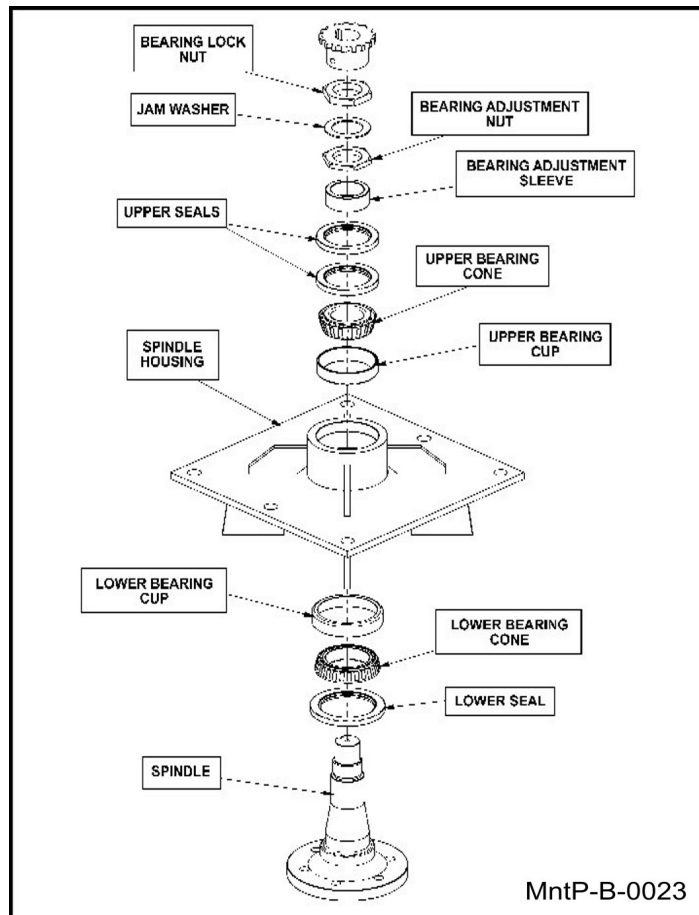 BEARING LOCK
NUT
JAM WASHER
BEARING ADJUSTMENT
NUT
BEARING ADJUSTMENT
SLEEVE
UPPER SEALS
UPPER BEARING
CONE
UPPER BEARING
CUP
SPINDLE
HOUSING
LOWER BEARING
CUP
LOWER BEARING
CONE
LOWER SEAL
SPINDLE
MntP-B-0023